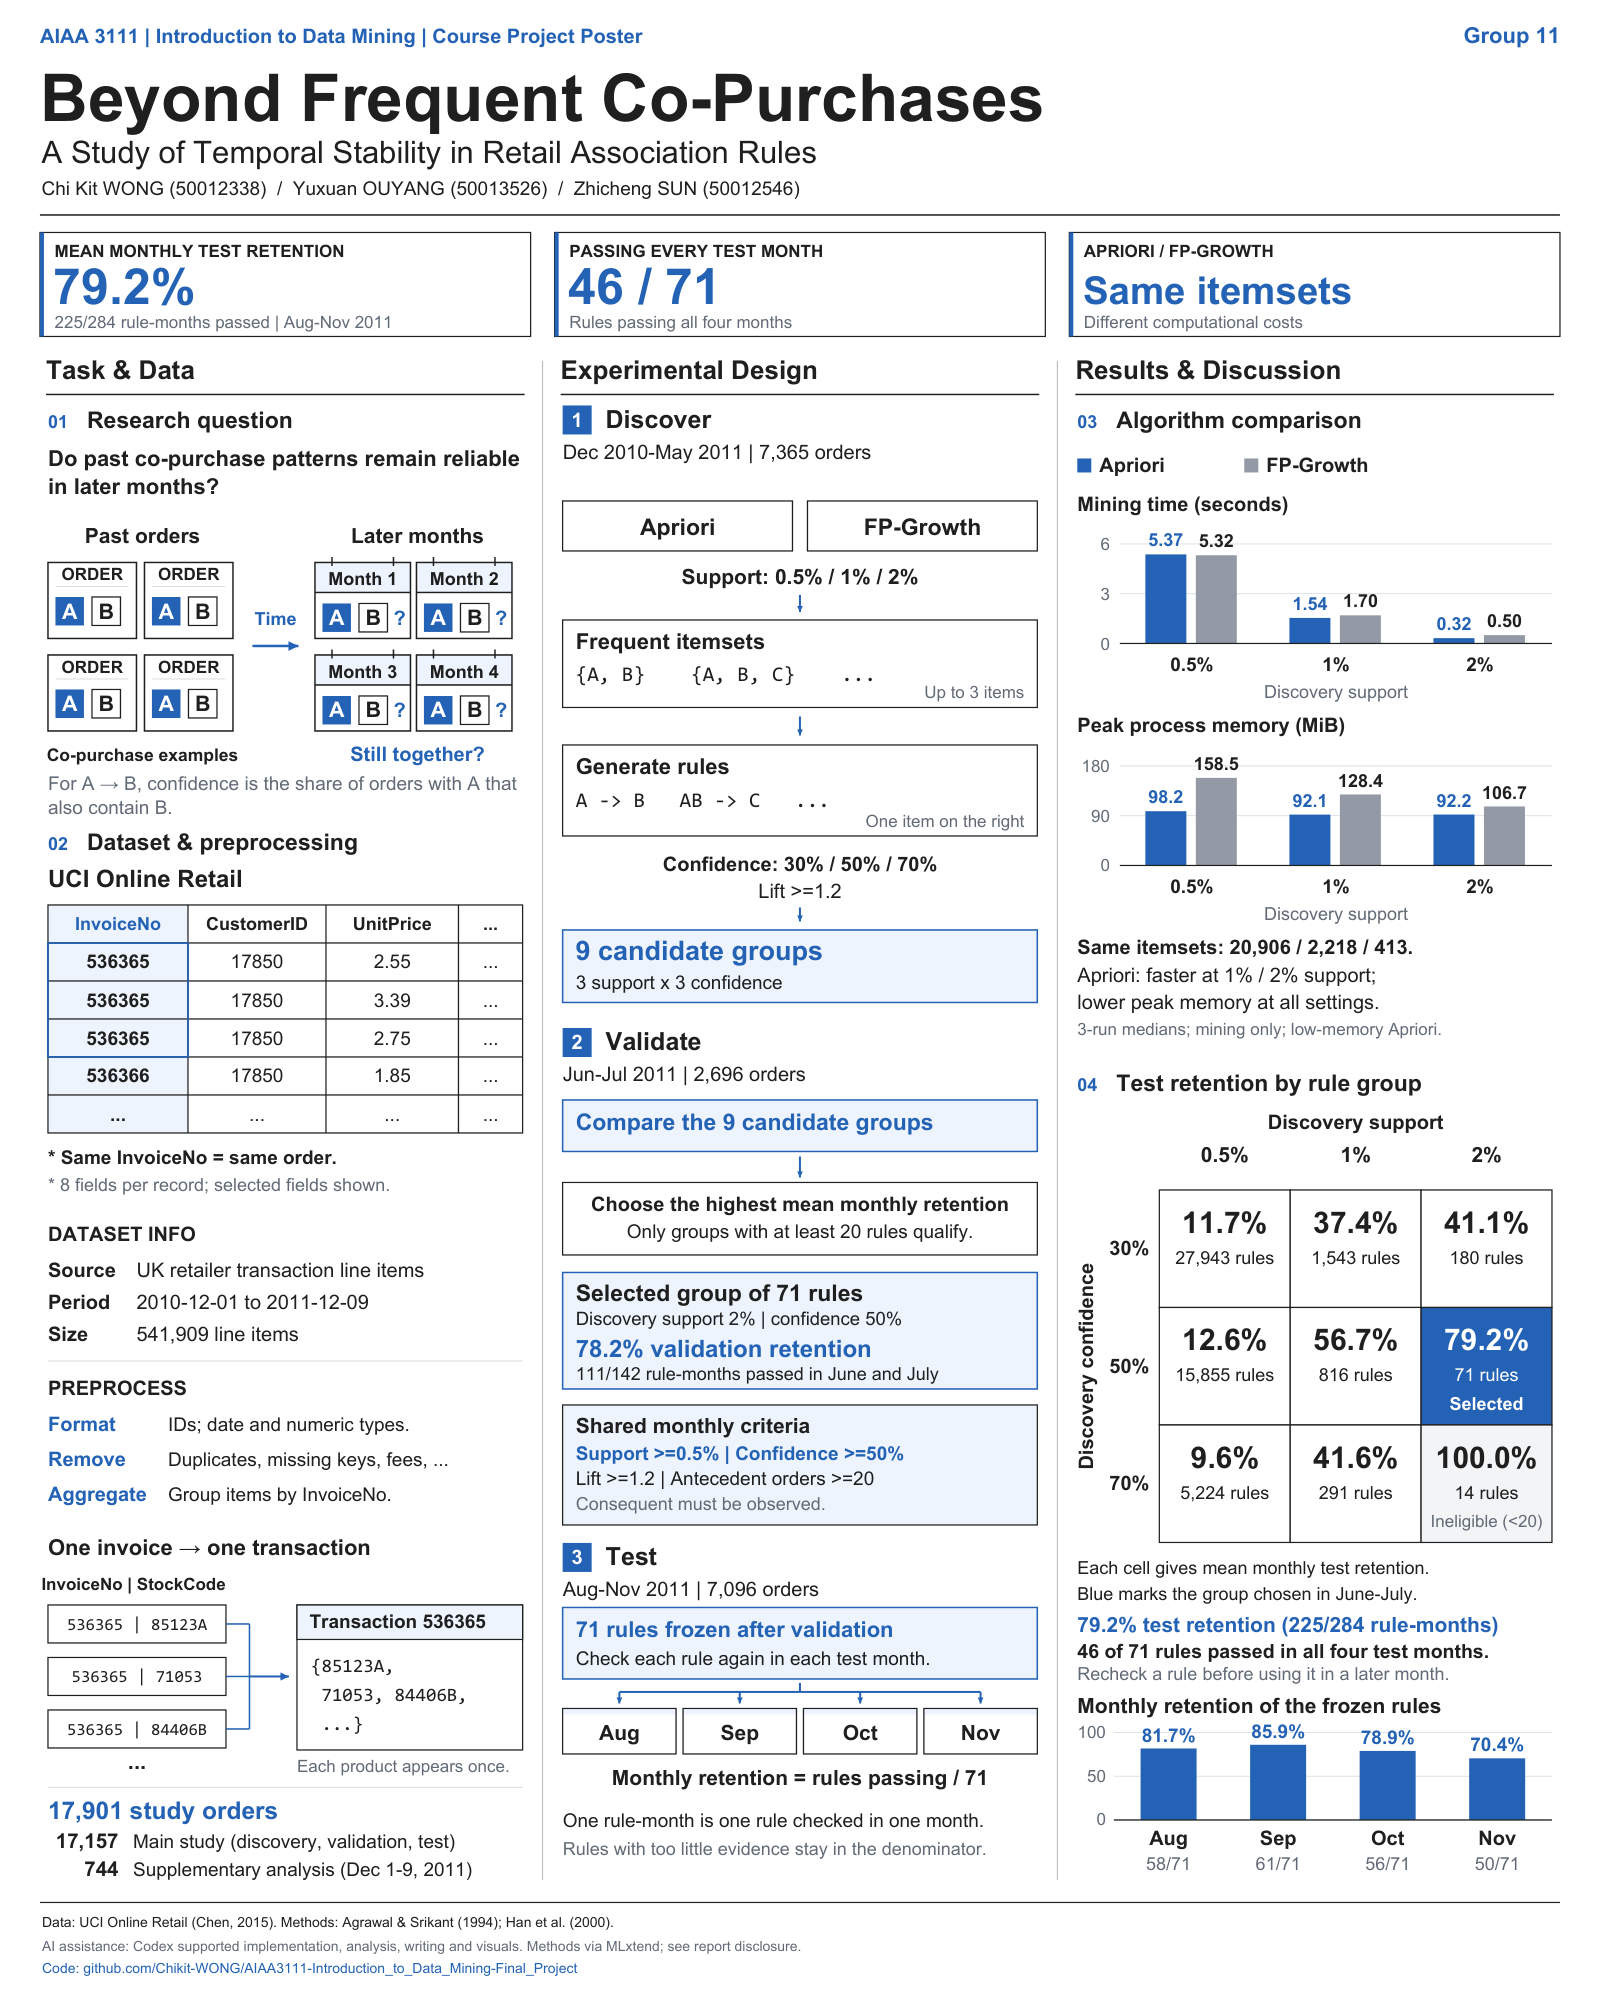 AIAA 3111 | Introduction to Data Mining | Course Project Poster
Group 11
Beyond Frequent Co-Purchases
A Study of Temporal Stability in Retail Association Rules
Chi Kit WONG (50012338) / Yuxuan OUYANG (50013526) / Zhicheng SUN (50012546)
MEAN MONTHLY TEST RETENTION
79.2%
225/284 rule-months passed | Aug-Nov 2011
PASSING EVERY TEST MONTH
46 / 71
Rules passing all four months
APRIORI / FP-GROWTH
Same itemsets
Different computational costs
Task & Data
01 Research question
Do past co-purchase patterns remain reliable
in later months?
Past orders
Later months
ORDER
A B
ORDER
A B
ORDER
A B
ORDER
A B
Time
Month 1
A B ?
Month 2
A B ?
Month 3
A B ?
Month 4
A B ?
Co-purchase examples
Still together?
For A → B, confidence is the share of orders with A that
also contain B.
02 Dataset & preprocessing
UCI Online Retail
InvoiceNo CustomerID UnitPrice ...
536365 17850 2.55 ...
536365 17850 3.39 ...
536365 17850 2.75 ...
536366 17850 1.85 ...
... ... ... ...
* Same InvoiceNo = same order.
* 8 fields per record; selected fields shown.
DATASET INFO
Source UK retailer transaction line items
Period 2010-12-01 to 2011-12-09
Size 541,909 line items
PREPROCESS
Format IDs; date and numeric types.
Remove Duplicates, missing keys, fees, ...
Aggregate Group items by InvoiceNo.
One invoice → one transaction
InvoiceNo | StockCode
536365 | 85123A
536365 | 71053
536365 | 84406B
...
Transaction 536365
{85123A,
71053, 84406B,
...}
Each product appears once.
17,901 study orders
17,157 Main study (discovery, validation, test)
744 Supplementary analysis (Dec 1-9, 2011)
Experimental Design
1 Discover
Dec 2010-May 2011 | 7,365 orders
Apriori
FP-Growth
Support: 0.5% / 1% / 2%
Frequent itemsets
{A, B} {A, B, C} ...
Up to 3 items
Generate rules
A -> B AB -> C ...
One item on the right
Confidence: 30% / 50% / 70%
Lift >=1.2
9 candidate groups
3 support x 3 confidence
2 Validate
Jun-Jul 2011 | 2,696 orders
Compare the 9 candidate groups
Choose the highest mean monthly retention
Only groups with at least 20 rules qualify.
Selected group of 71 rules
Discovery support 2% | confidence 50%
78.2% validation retention
111/142 rule-months passed in June and July
Shared monthly criteria
Support >=0.5% | Confidence >=50%
Lift >=1.2 | Antecedent orders >=20
Consequent must be observed.
3 Test
Aug-Nov 2011 | 7,096 orders
71 rules frozen after validation
Check each rule again in each test month.
Aug
Sep
Oct
Nov
Monthly retention = rules passing / 71
One rule-month is one rule checked in one month.
Rules with too little evidence stay in the denominator.
Results & Discussion
03 Algorithm comparison
Apriori FP-Growth
Mining time (seconds)
6
3
0
5.37 5.32
1.54 1.70
0.32 0.50
0.5% 1% 2%
Discovery support
Peak process memory (MiB)
180
90
0
98.2 158.5
92.1 128.4
92.2 106.7
0.5% 1% 2%
Discovery support
Same itemsets: 20,906 / 2,218 / 413.
Apriori: faster at 1% / 2% support;
lower peak memory at all settings.
3-run medians; mining only; low-memory Apriori.
04 Test retention by rule group
Discovery support
0.5% 1% 2%
Discovery confidence
30%
11.7% 37.4% 41.1%
27,943 rules 1,543 rules 180 rules
50%
12.6% 56.7% 79.2%
15,855 rules 816 rules 71 rules
Selected
70%
9.6% 41.6% 100.0%
5,224 rules 291 rules 14 rules
Ineligible (<20)
Each cell gives mean monthly test retention.
Blue marks the group chosen in June-July.
79.2% test retention (225/284 rule-months)
46 of 71 rules passed in all four test months.
Recheck a rule before using it in a later month.
Monthly retention of the frozen rules
100
50
0
81.7% 85.9% 78.9% 70.4%
Aug Sep Oct Nov
58/71 61/71 56/71 50/71
Data: UCI Online Retail (Chen, 2015). Methods: Agrawal & Srikant (1994); Han et al. (2000).
AI assistance: Codex supported implementation, analysis, writing and visuals. Methods via MLxtend; see report disclosure.
Code: github.com/Chikit-WONG/AIAA3111-Introduction_to_Data_Mining-Final_Project